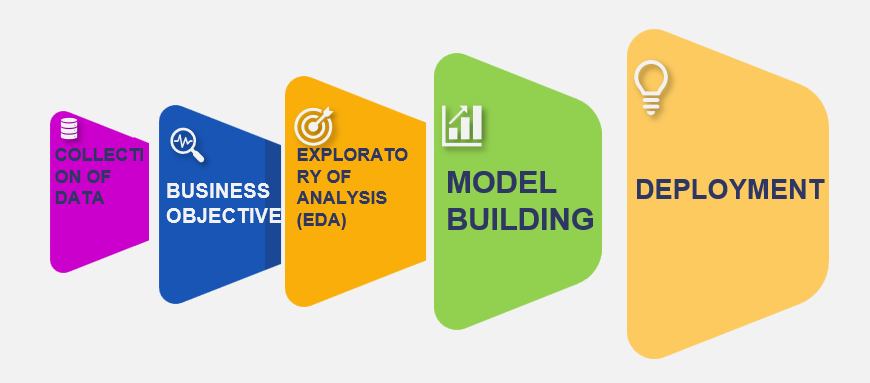 COLLECTI
ON OF
DATA
BUSINESS
OBJECTIVE
EXPLORATO
RY OF
ANALYSIS
(EDA)
MODEL
BUILDING
DEPLOYMENT